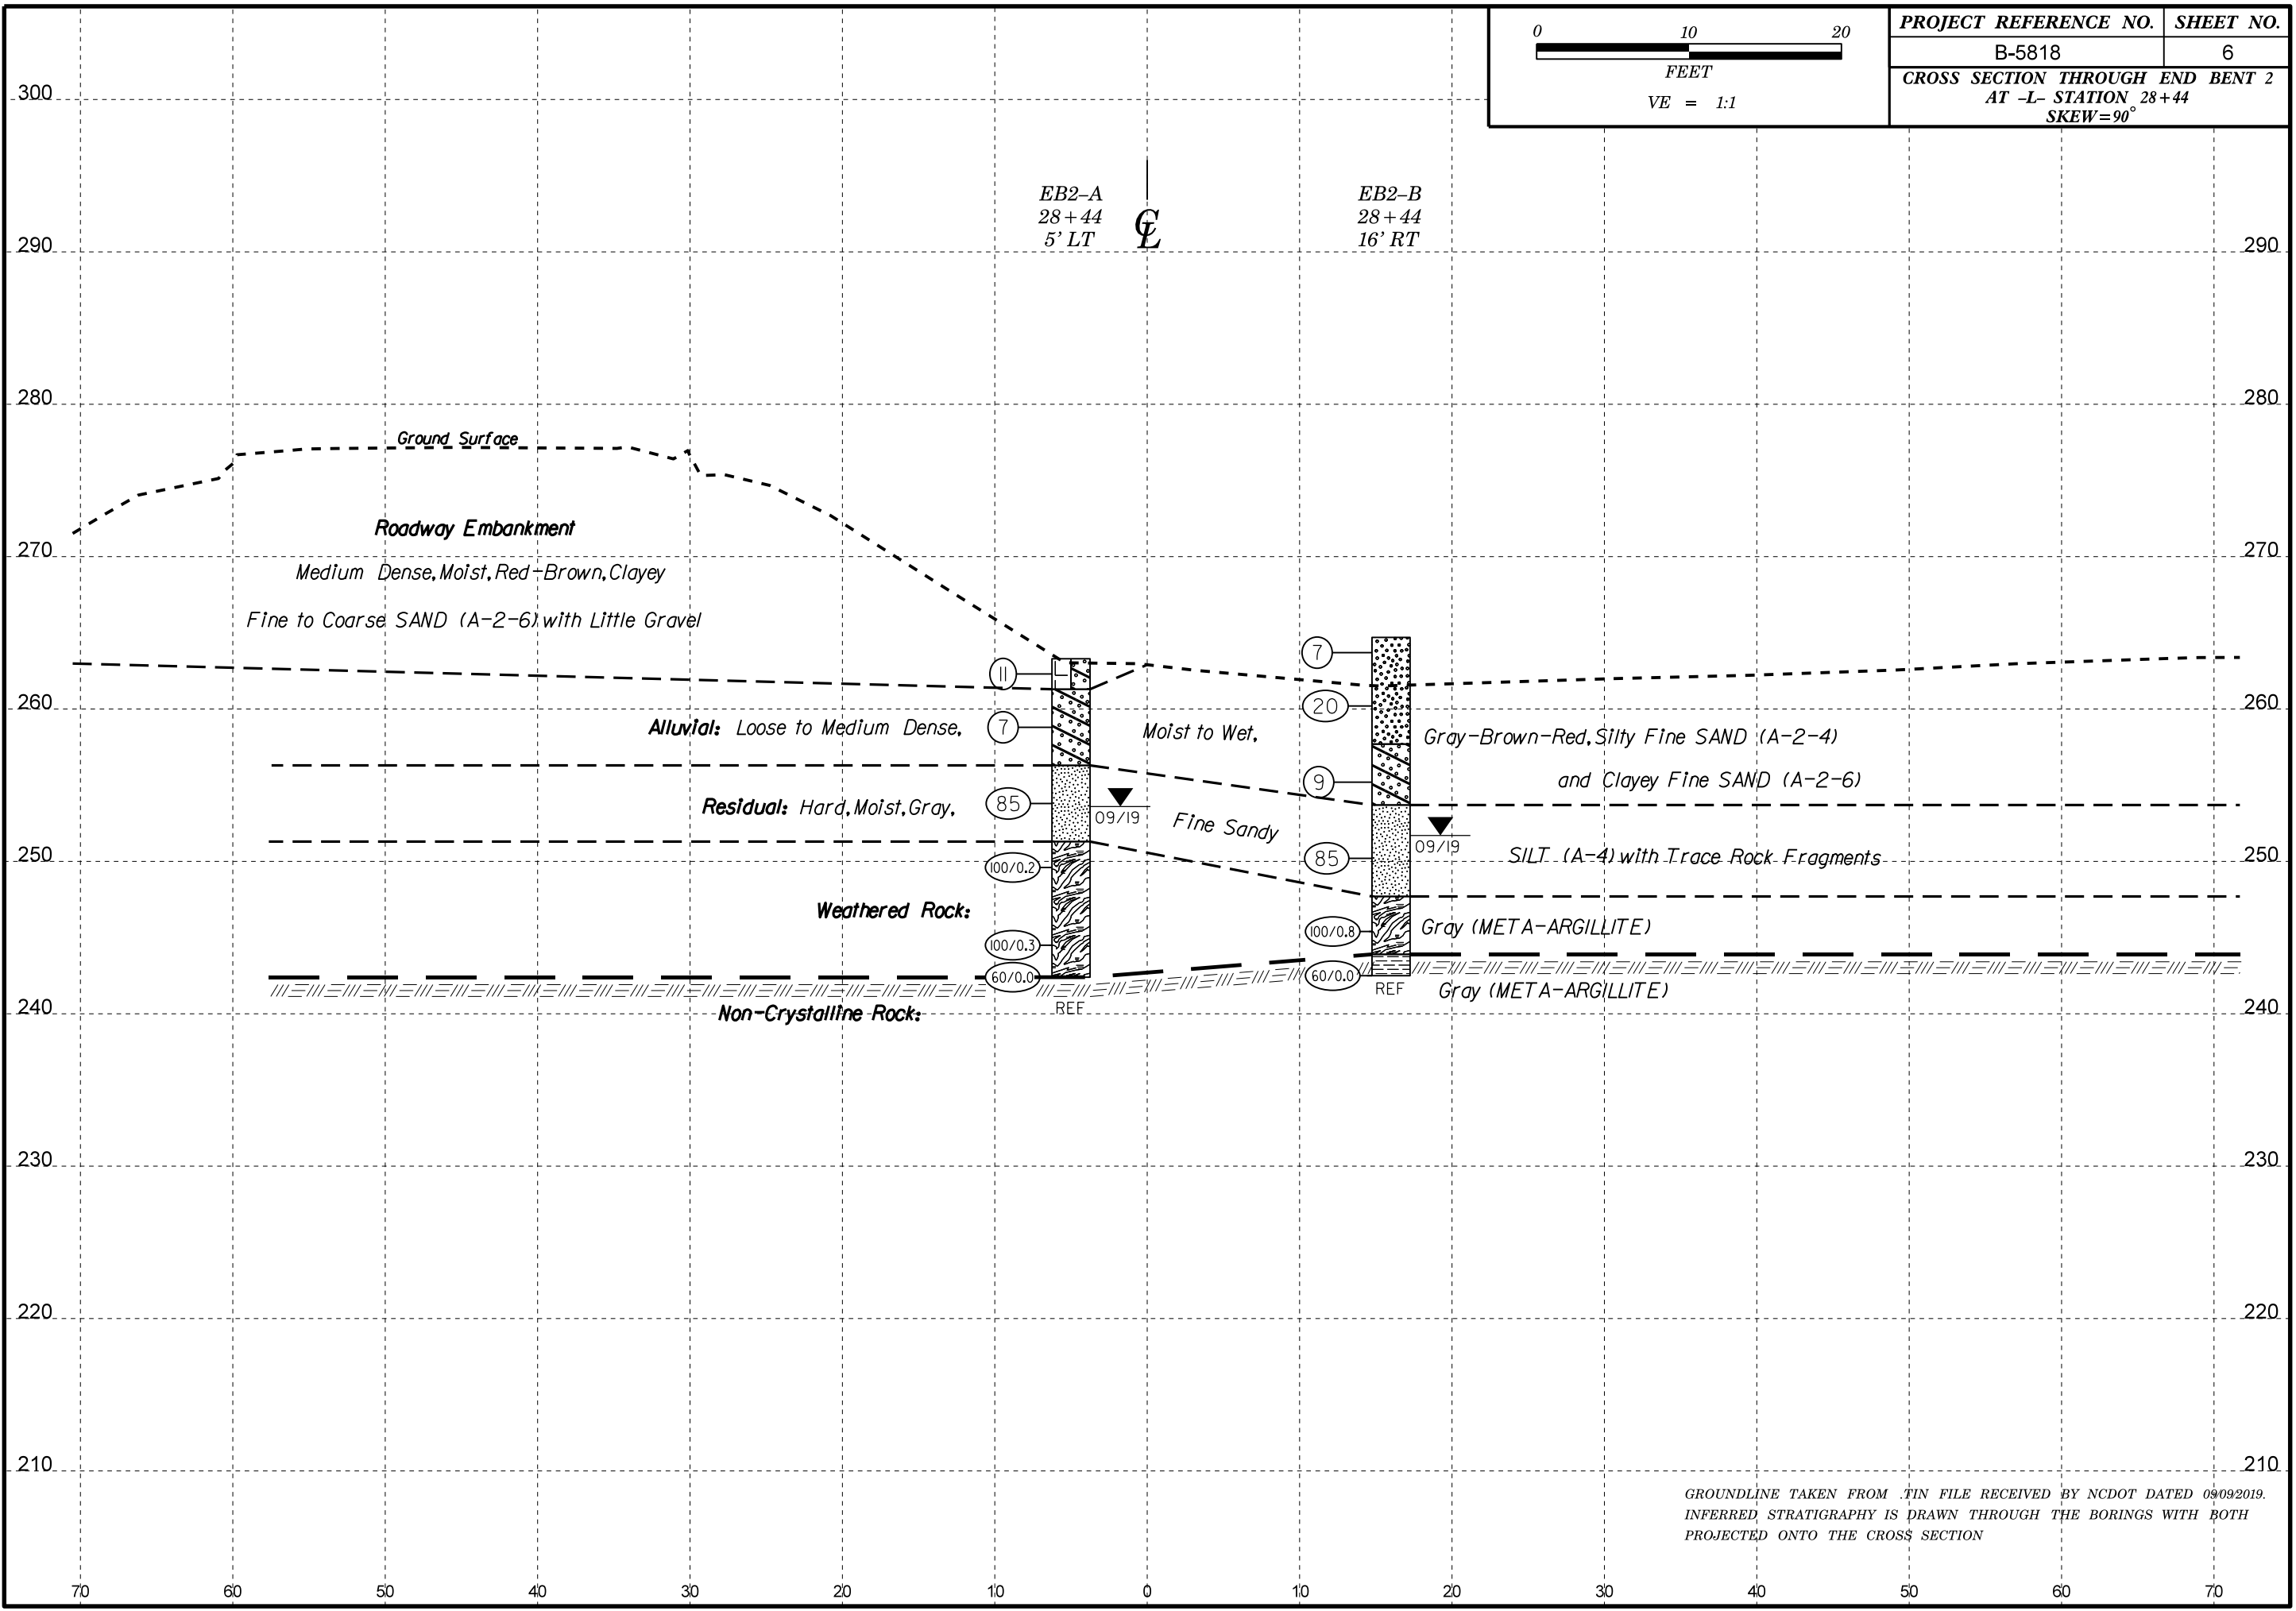 0 10 20
FEET
VE = 1:1
PROJECT REFERENCE NO. SHEET NO.
B-5818 6
CROSS SECTION THROUGH END BENT 2
AT -L- STATION 28+44
SKEW=90°
300
EB2-A
28+44
5' LT
CL
EB2-B
28+44
16' RT
290 290
280 280
Ground Surface
Roadway Embankment
270 270
Medium Dense, Moist, Red-Brown, Clayey
Fine to Coarse SAND (A-2-6) with Little Gravel
7
11
260 260
20
Alluvial: Loose to Medium Dense,
7
Moist to Wet,
Gray-Brown-Red, Silty Fine SAND (A-2-4)
9
and Clayey Fine SAND (A-2-6)
Residual: Hard, Moist, Gray,
85
09/19
Fine Sandy
09/19
250 250
85
SILT (A-4) with Trace Rock Fragments
100/0.2
Weathered Rock:
100/0.8
Gray (META-ARGILLITE)
100/0.3
60/0.0
60/0.0
REF
Gray (META-ARGILLITE)
REF
240 240
Non-Crystalline Rock:
230 230
220 220
210 210
GROUNDLINE TAKEN FROM .TIN FILE RECEIVED BY NCDOT DATED 09/09/2019.
INFERRED STRATIGRAPHY IS DRAWN THROUGH THE BORINGS WITH BOTH
PROJECTED ONTO THE CROSS SECTION
70 60 50 40 30 20 10 0 10 20 30 40 50 60 70